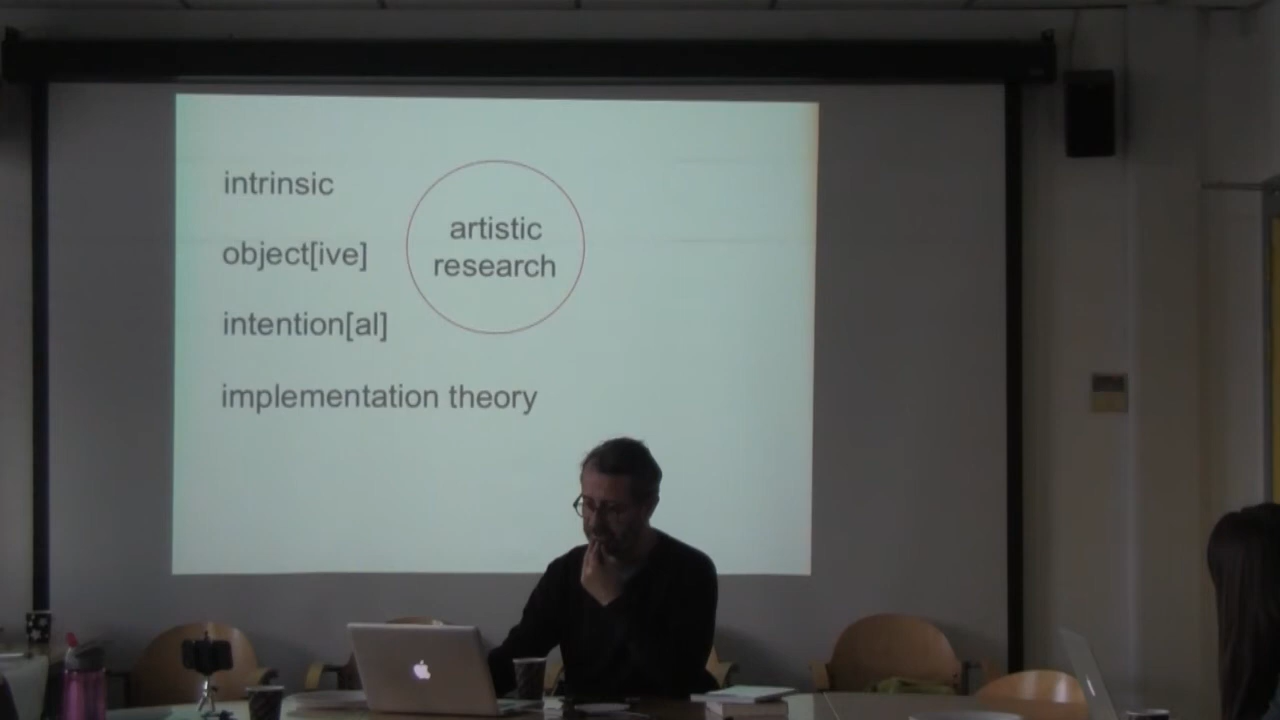 intrinsic
artistic
research
object[ive]
intention[al]
implementation theory